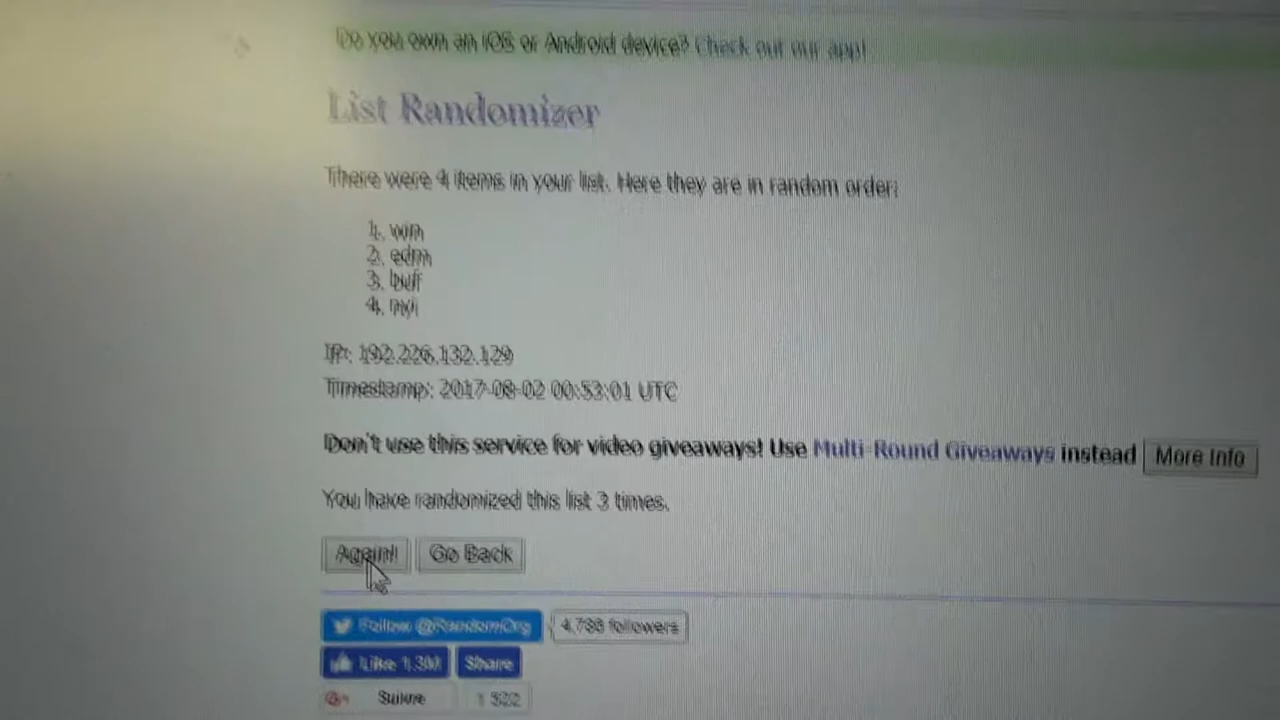 Do you own an iOS or Android device? Check out our app!
List Randomizer
There were 4 items in your list. Here they are in random order:
1. win
2. edm
3.
4.
IP: 192.226.132.129
Timestamp: 2017-08-02 00:53:01 UTC
Don't use this service for video giveaways! Use Multi-Round Giveaways instead More Info
You have randomized this list 3 times.
Again! Go Back
Follow @RandomOrg 4,786 followers
Like 1.3M Share
G+ Suivre